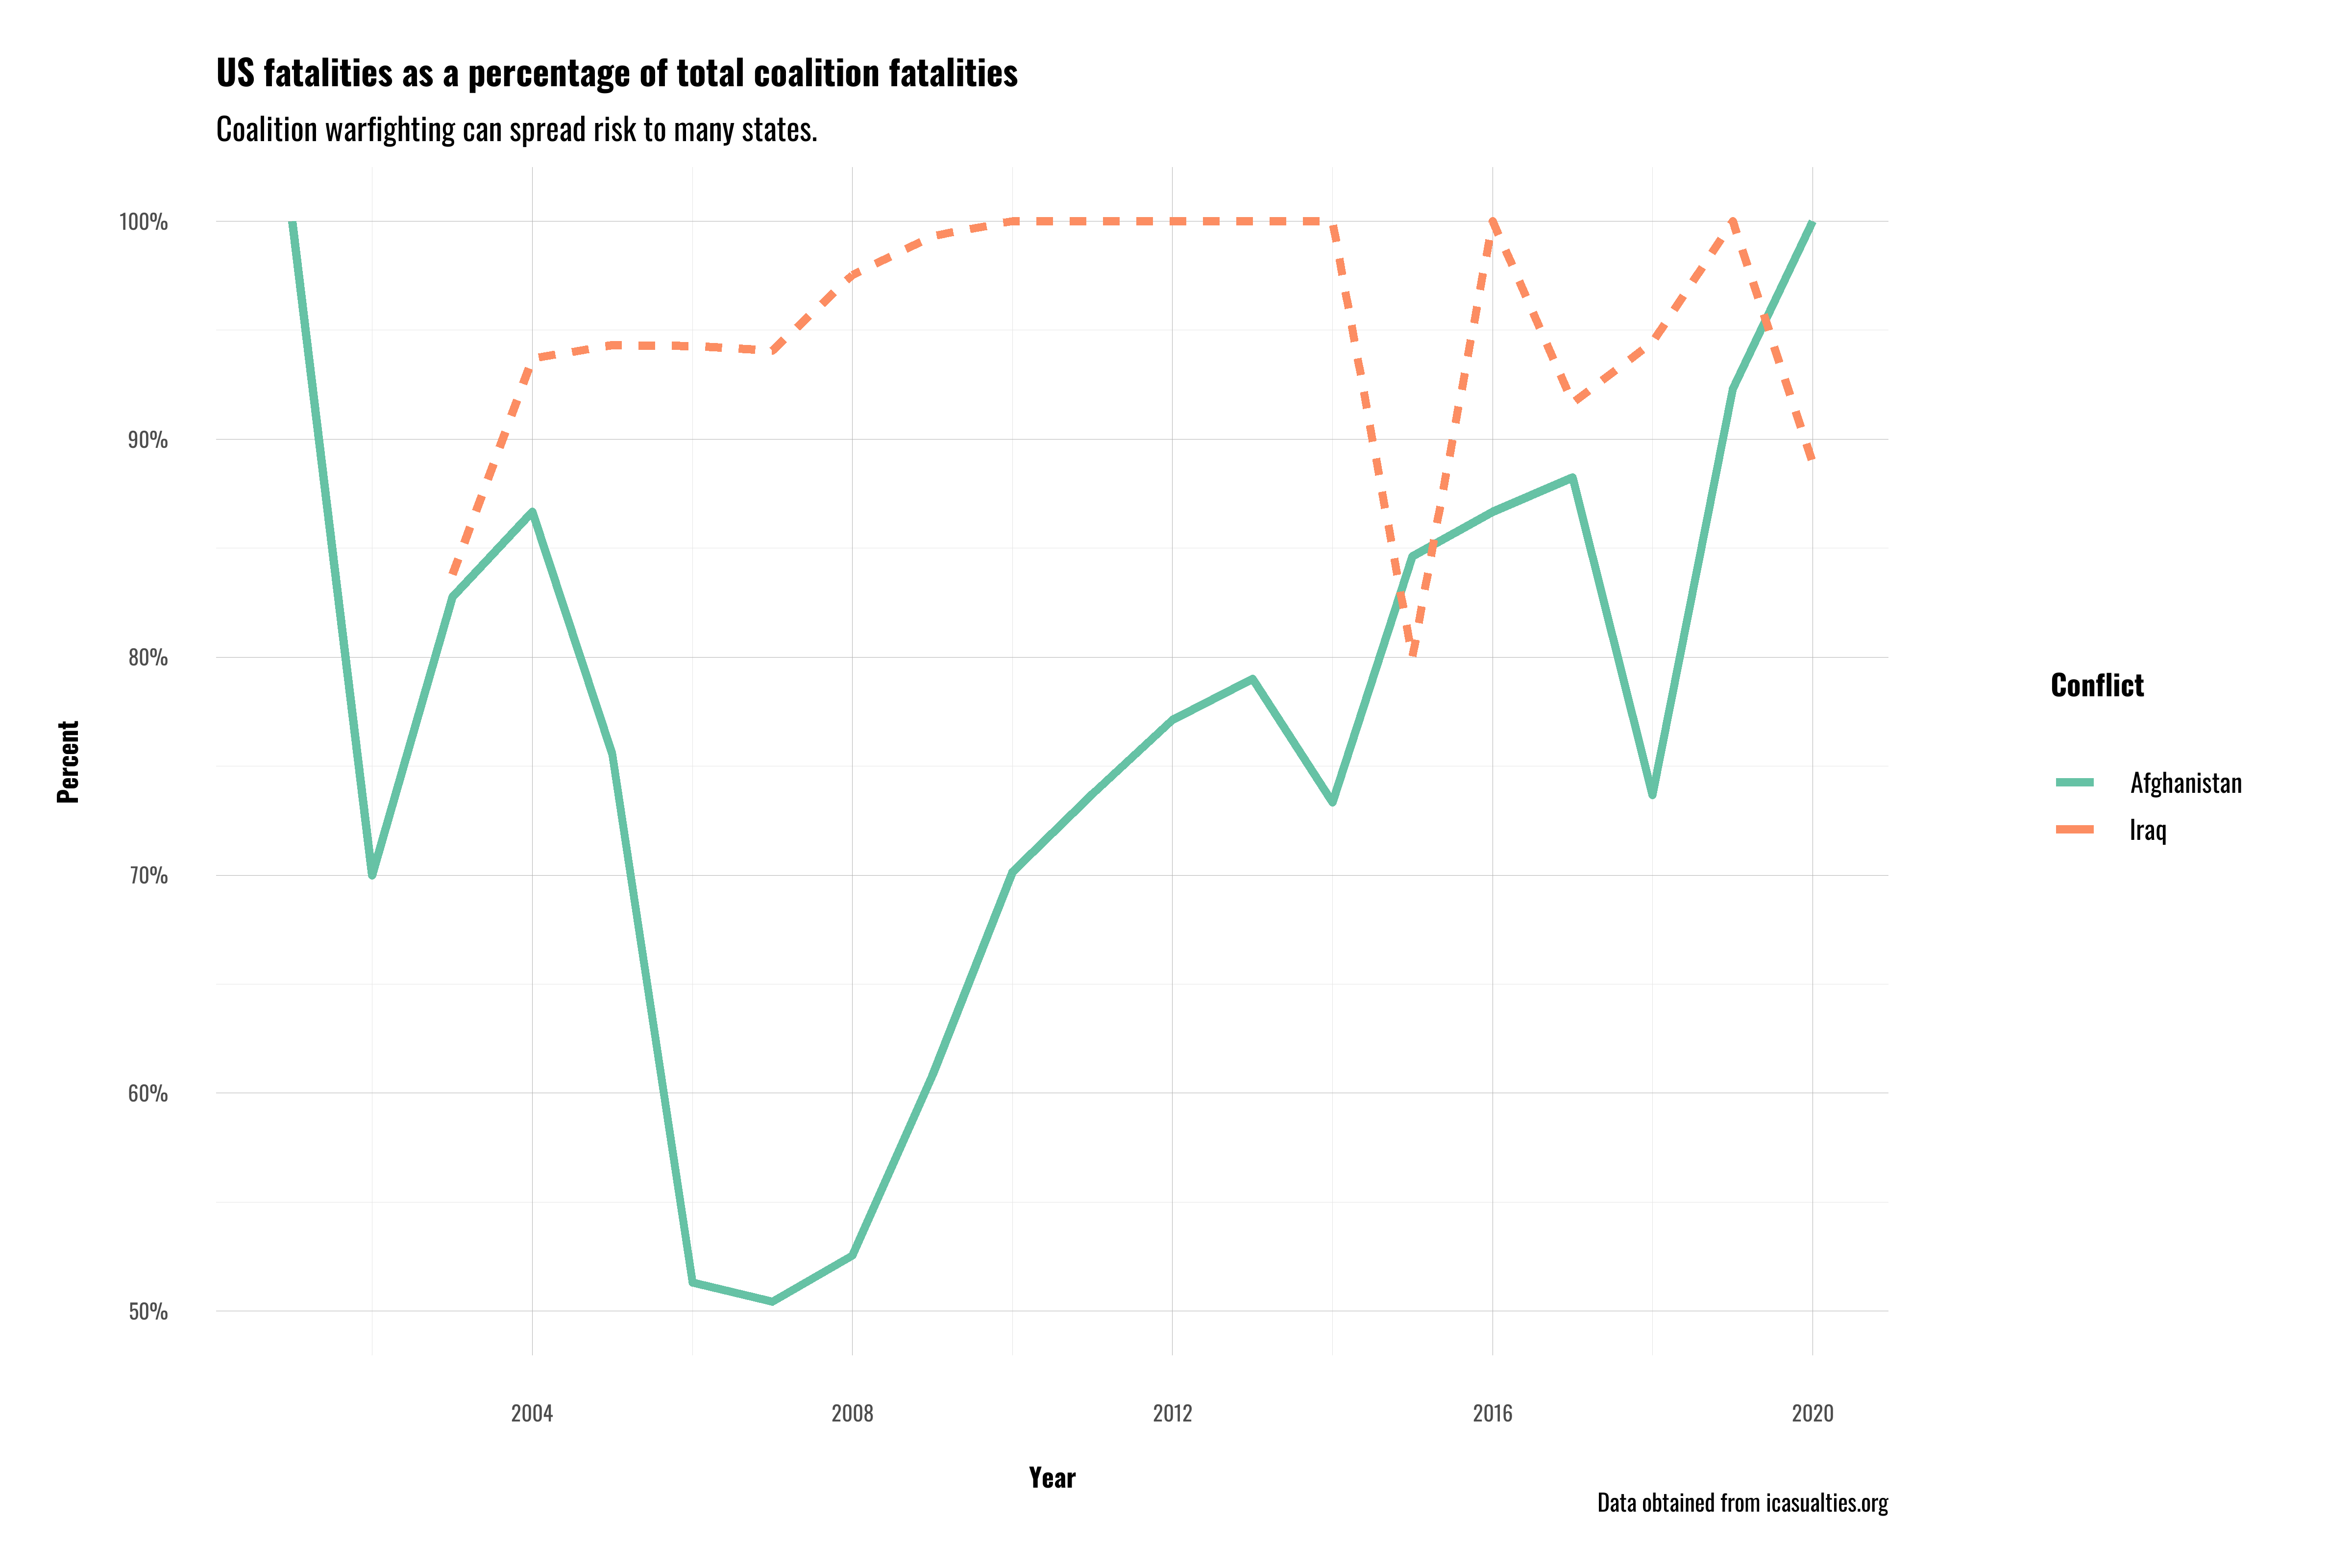 US fatalities as a percentage of total coalition fatalities
Coalition warfighting can spread risk to many states.
100%
90%
80%
70%
60%
50%
Percent
2004
2008
2012
2016
2020
Year
Conflict
Afghanistan
Iraq
Data obtained from icasualties.org